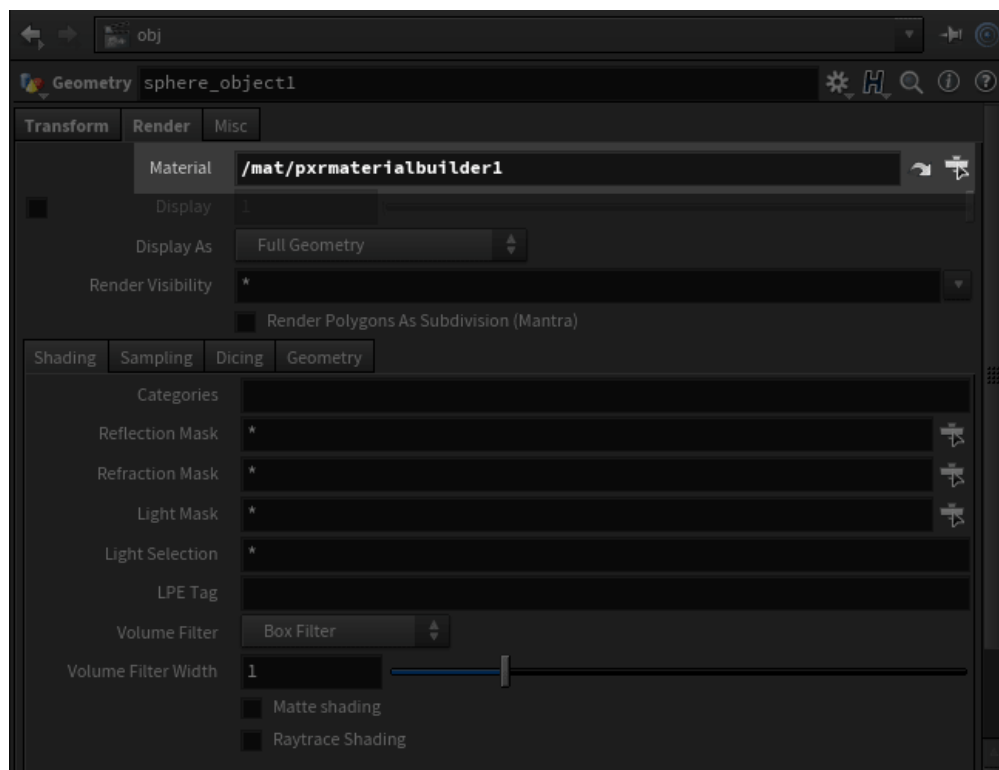 obj
Geometry sphere_object1
Transform Render Misc
Material /mat/pxrmaterialbuilder1
Display 1
Display As Full Geometry
Render Visibility *
Render Polygons As Subdivision (Mantra)
Shading Sampling Dicing Geometry
Categories
Reflection Mask *
Refraction Mask *
Light Mask *
Light Selection *
LPE Tag
Volume Filter Box Filter
Volume Filter Width 1
Matte shading
Raytrace Shading